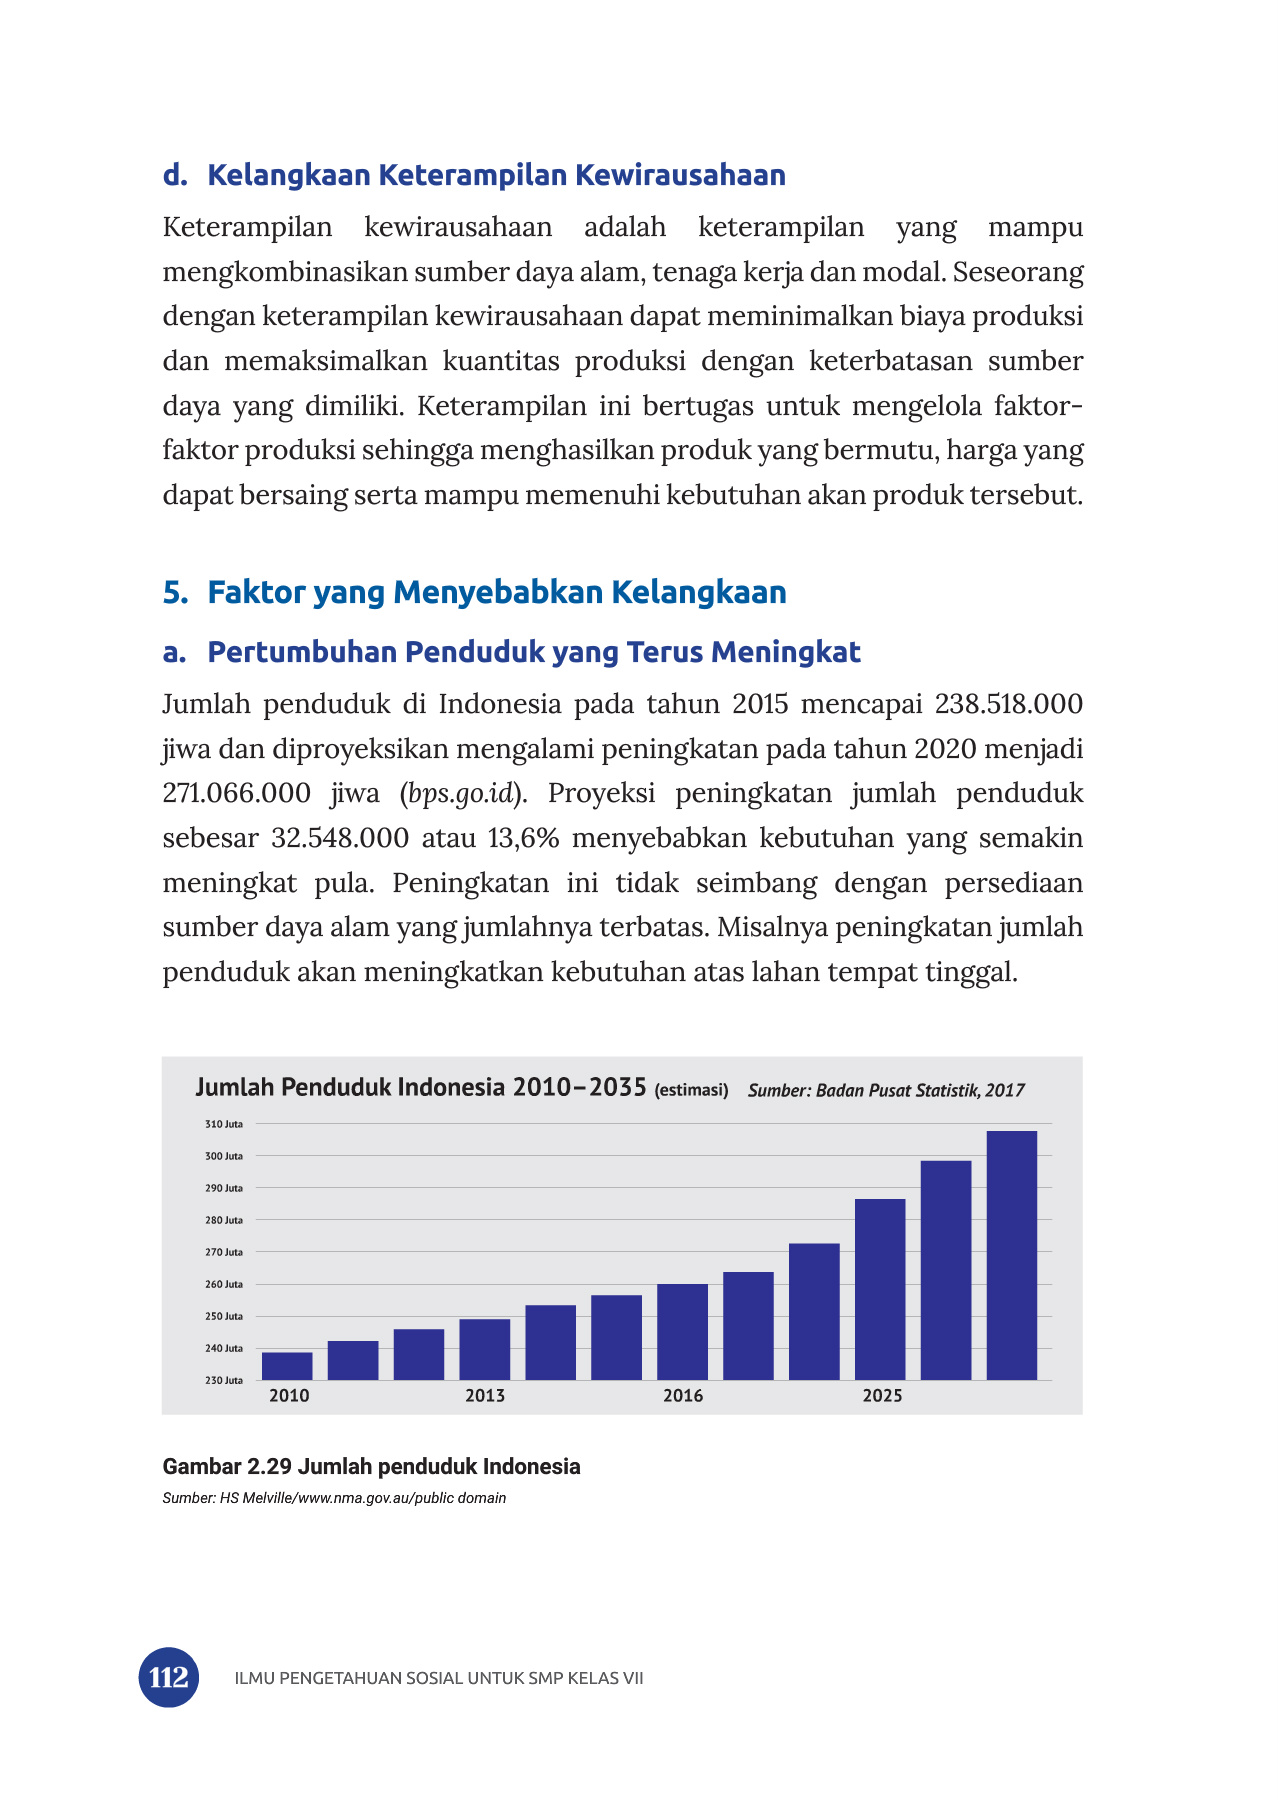 d. Kelangkaan Keterampilan Kewirausahaan
Keterampilan kewirausahaan adalah keterampilan yang mampu
mengkombinasikan sumber daya alam, tenaga kerja dan modal. Seseorang
dengan keterampilan kewirausahaan dapat meminimalkan biaya produksi
dan memaksimalkan kuantitas produksi dengan keterbatasan sumber
daya yang dimiliki. Keterampilan ini bertugas untuk mengelola faktor-
faktor produksi sehingga menghasilkan produk yang bermutu, harga yang
dapat bersaing serta mampu memenuhi kebutuhan akan produk tersebut.
5. Faktor yang Menyebabkan Kelangkaan
a. Pertumbuhan Penduduk yang Terus Meningkat
Jumlah penduduk di Indonesia pada tahun 2015 mencapai 238.518.000
jiwa dan diproyeksikan mengalami peningkatan pada tahun 2020 menjadi
271.066.000 jiwa (bps.go.id). Proyeksi peningkatan jumlah penduduk
sebesar 32.548.000 atau 13,6% menyebabkan kebutuhan yang semakin
meningkat pula. Peningkatan ini tidak seimbang dengan persediaan
sumber daya alam yang jumlahnya terbatas. Misalnya peningkatan jumlah
penduduk akan meningkatkan kebutuhan atas lahan tempat tinggal.
Jumlah Penduduk Indonesia 2010–2035 (estimasi) Sumber: Badan Pusat Statistik, 2017
310 Juta
300 Juta
290 Juta
280 Juta
270 Juta
260 Juta
250 Juta
240 Juta
230 Juta
2010 2013 2016 2025
Gambar 2.29 Jumlah penduduk Indonesia
Sumber: HS Melville/www.nma.gov.au/public domain
112 ILMU PENGETAHUAN SOSIAL UNTUK SMP KELAS VII